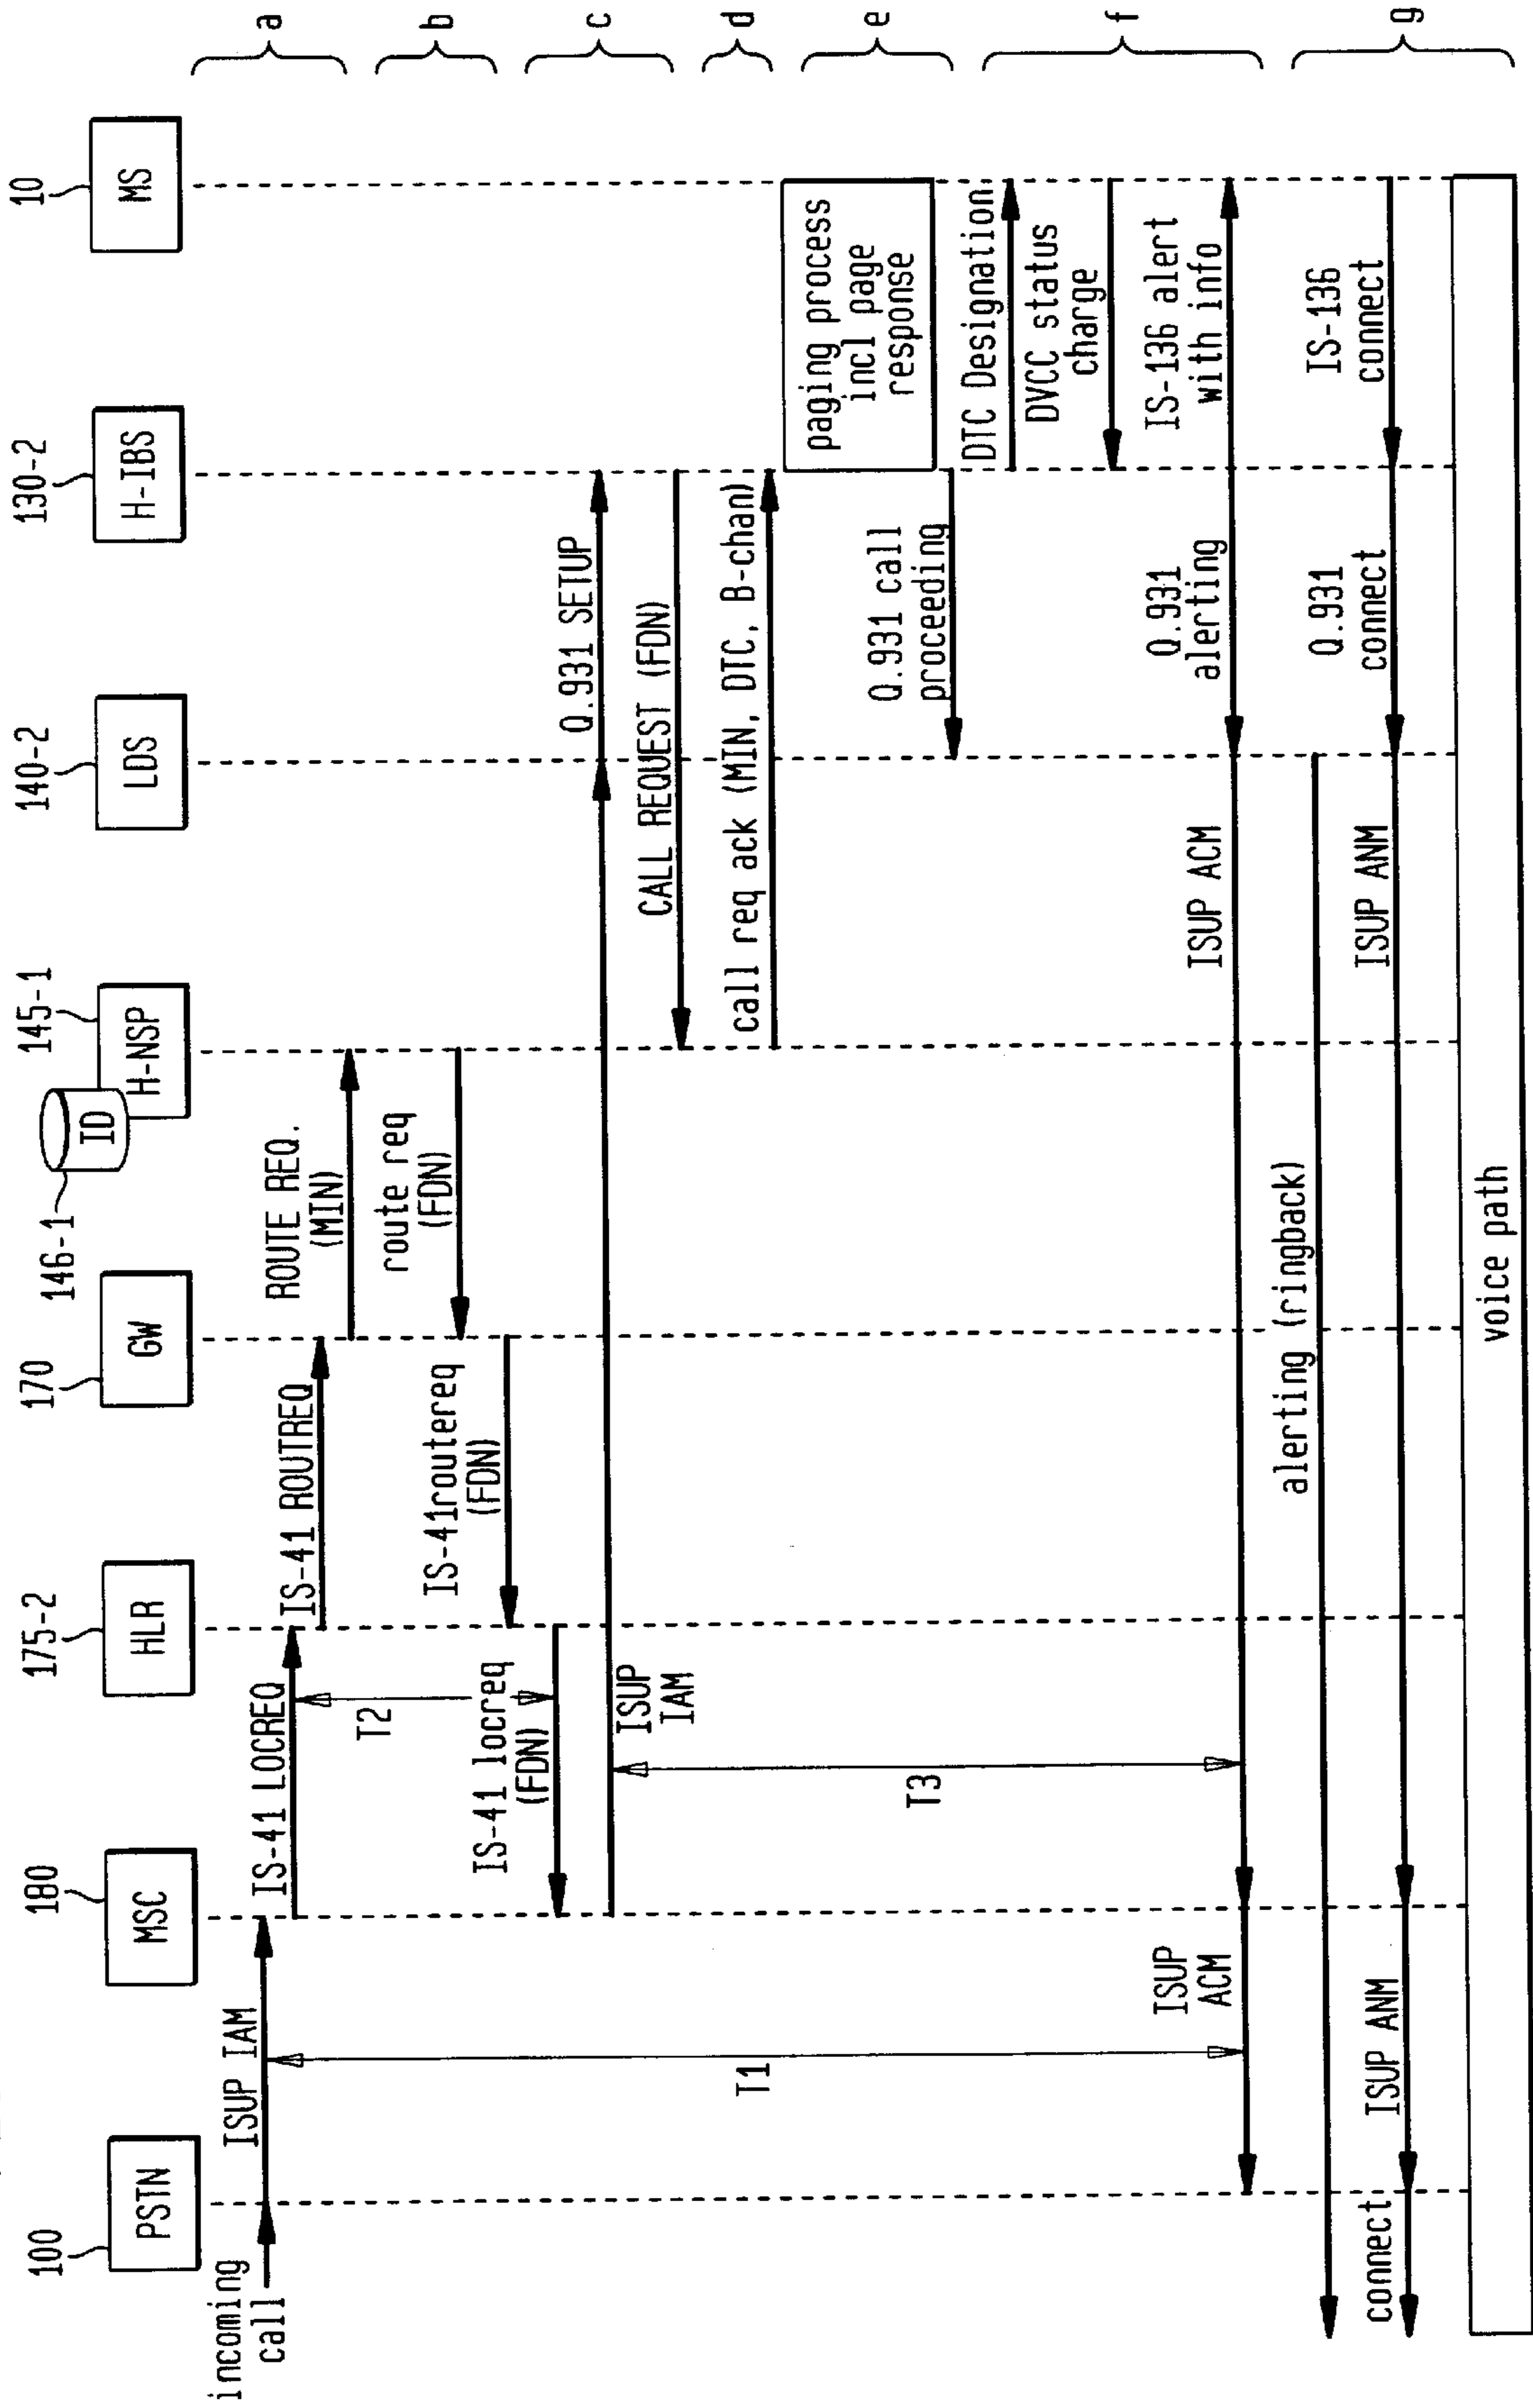 100
180
175-2
170
146-1
145-1
140-2
130-2
10
PSTN
MSC
HLR
GW
ID
H-NSP
LDS
H-IBS
MS
incoming
call
ISUP IAM
IS-41 LOCREQ
IS-41 ROUTREQ
ROUTE REQ.
(MIN)
a
T2
route req
(FDN)
IS-41routereq
(FDN)
b
IS-41 locreq
(FDN)
ISUP
IAM
Q.931 SETUP
CALL REQUEST (FDN)
c
call req ack (MIN, DTC, B-chan)
d
T1
T3
paging process
incl page
response
Q.931 call
proceeding
e
DTC Designation
DVCC status
charge
IS-136 alert
with info
Q.931
alerting
ISUP ACM
ISUP
ACM
f
alerting (ringback)
IS-136
connect
Q.931
connect
ISUP ANM
ISUP ANM
connect
g
voice path